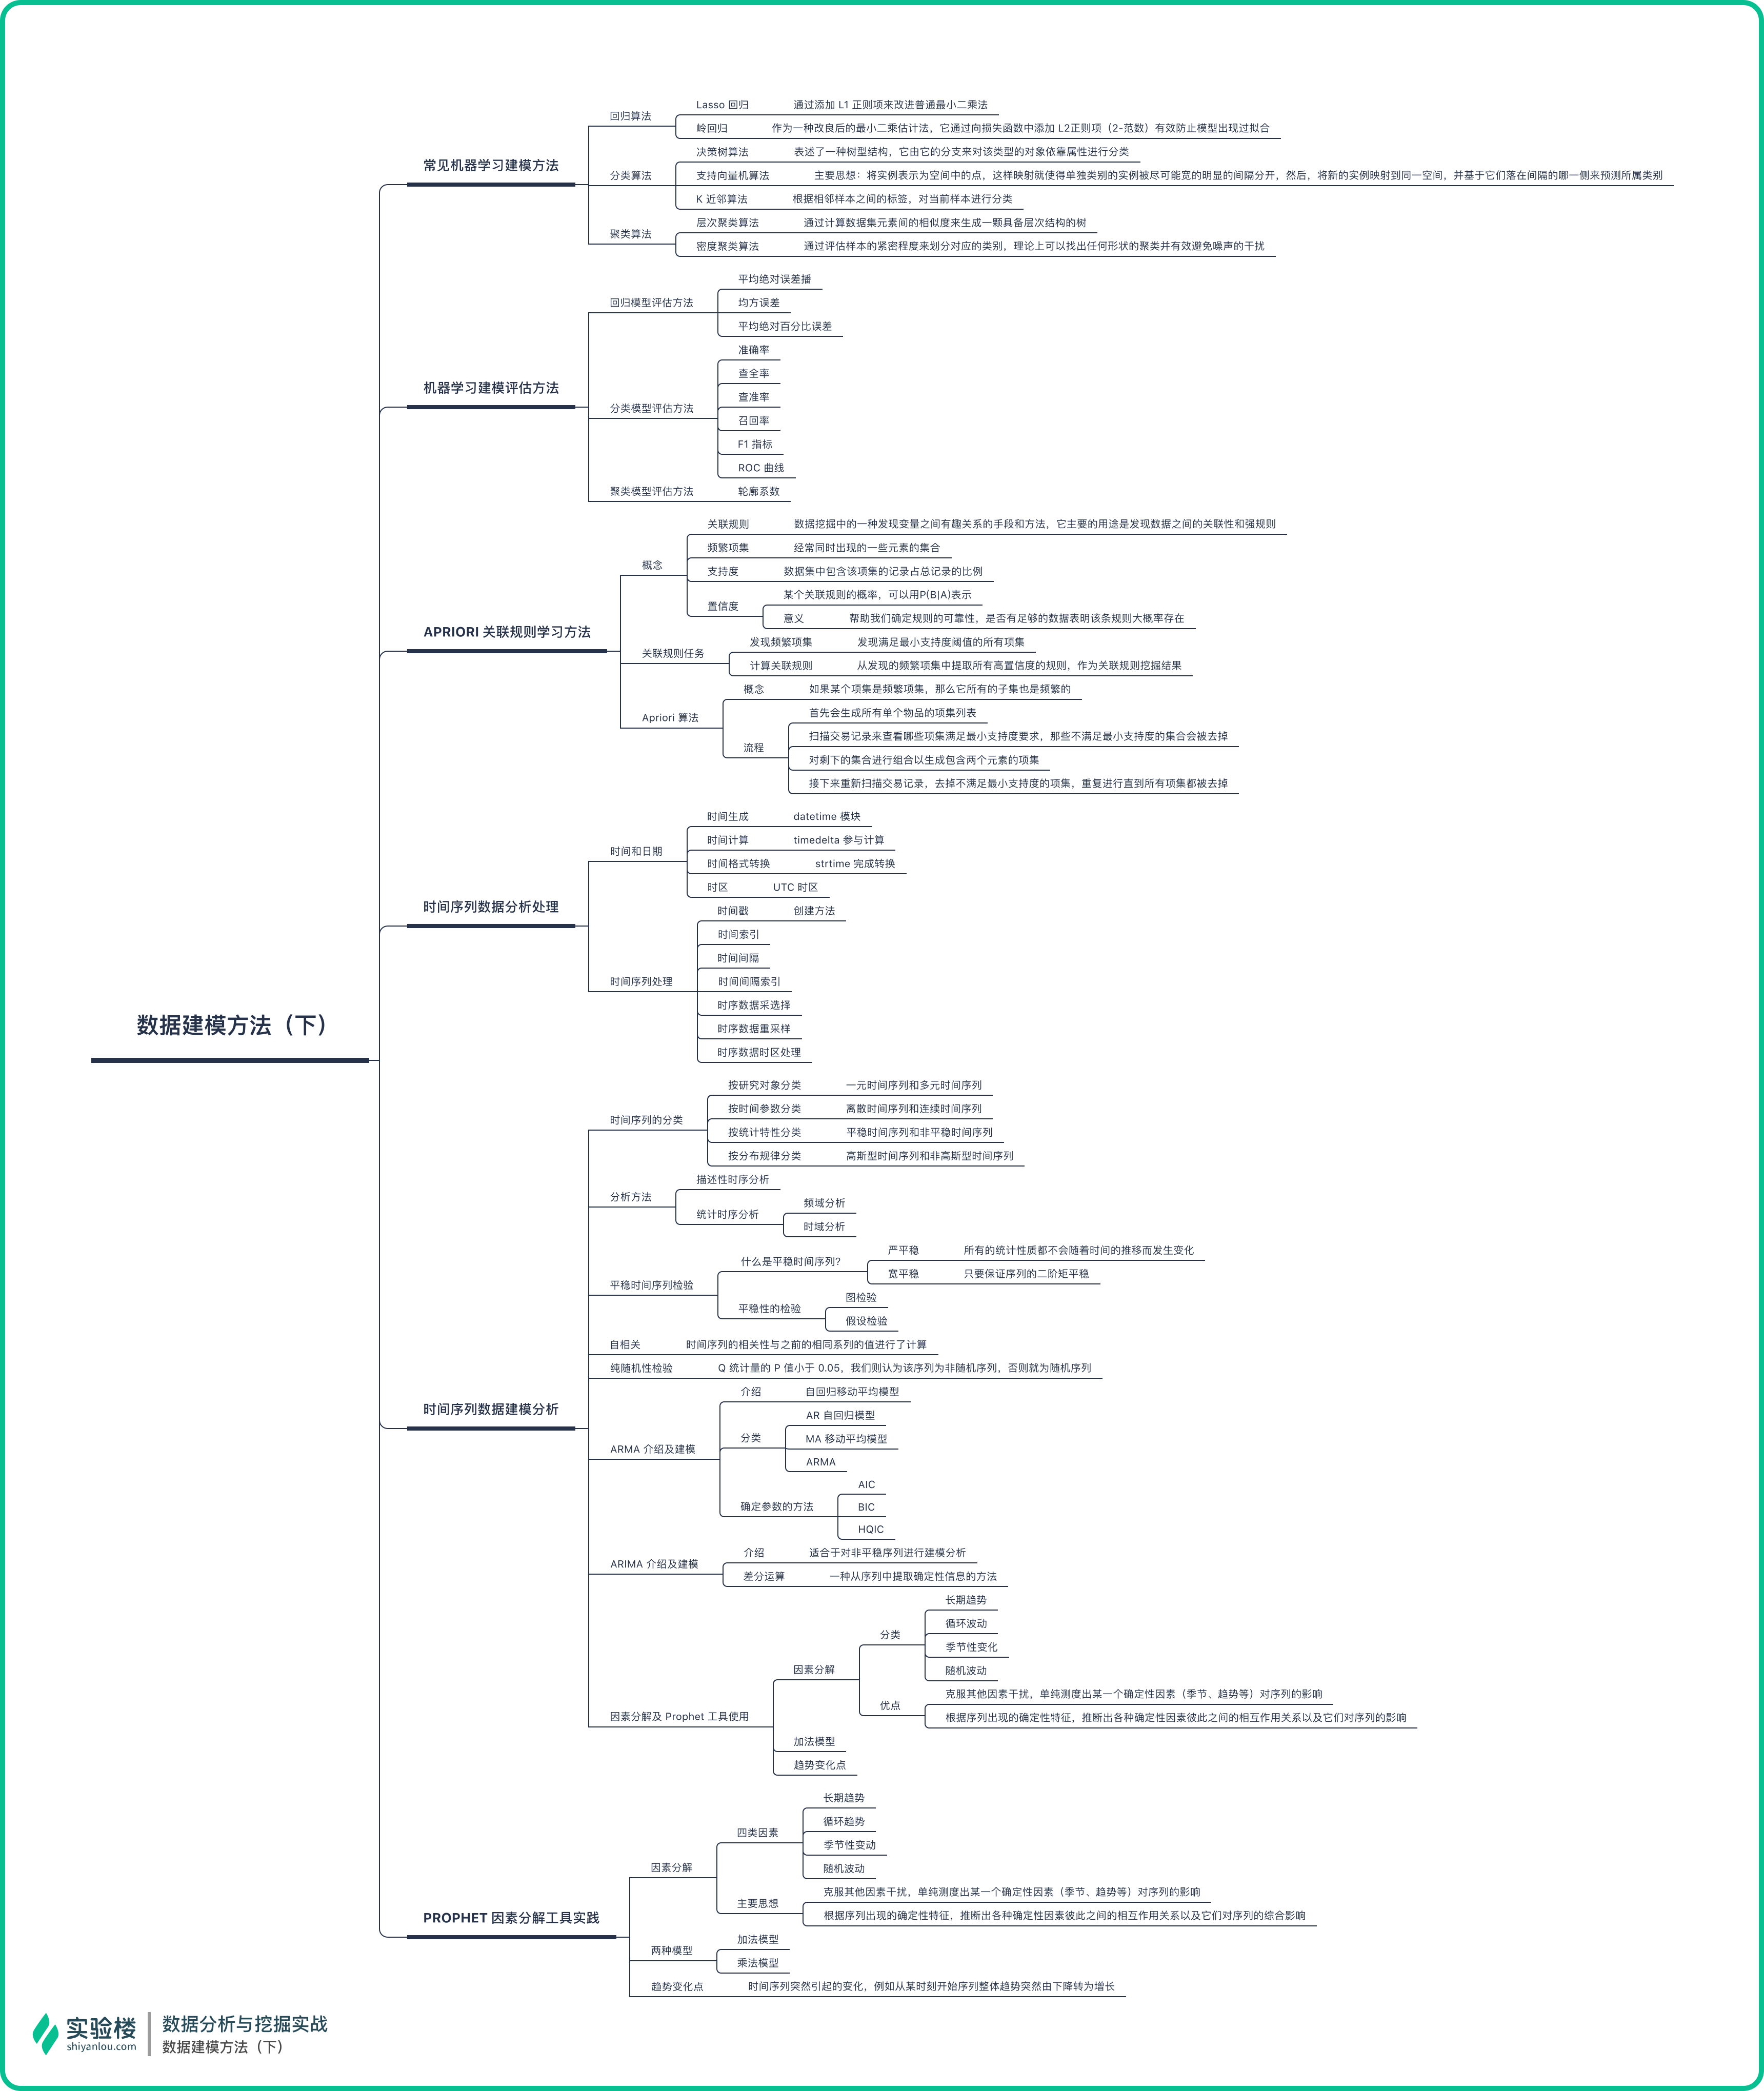 数据建模方法（下）
常见机器学习建模方法
回归算法
Lasso 回归
通过添加 L1 正则项来改进普通最小二乘法
岭回归
作为一种改良后的最小二乘估计法，它通过向损失函数中添加 L2正则项（2-范数）有效防止模型出现过拟合
分类算法
决策树算法
表述了一种树型结构，它由它的分支来对该类型的对象依靠属性进行分类
支持向量机算法
主要思想：将实例表示为空间中的点，这样映射就使得单独类别的实例被尽可能宽的明显的间隔分开，然后，将新的实例映射到同一空间，并基于它们落在间隔的哪一侧来预测所属类别
K 近邻算法
根据相邻样本之间的标签，对当前样本进行分类
聚类算法
层次聚类算法
通过计算数据集元素间的相似度来生成一颗具备层次结构的树
密度聚类算法
通过评估样本的紧密程度来划分对应的类别，理论上可以找出任何形状的聚类并有效避免噪声的干扰
机器学习建模评估方法
回归模型评估方法
平均绝对误差播
均方误差
平均绝对百分比误差
分类模型评估方法
准确率
查全率
查准率
召回率
F1 指标
ROC 曲线
聚类模型评估方法
轮廓系数
APRIORI 关联规则学习方法
概念
关联规则
数据挖掘中的一种发现变量之间有趣关系的手段和方法，它主要的用途是发现数据之间的关联性和强规则
频繁项集
经常同时出现的一些元素的集合
支持度
数据集中包含该项集的记录占总记录的比例
置信度
某个关联规则的概率，可以用P(B|A)表示
意义
帮助我们确定规则的可靠性，是否有足够的数据表明该条规则大概率存在
关联规则任务
发现频繁项集
发现满足最小支持度阈值的所有项集
计算关联规则
从发现的频繁项集中提取所有高置信度的规则，作为关联规则挖掘结果
Apriori 算法
概念
如果某个项集是频繁项集，那么它所有的子集也是频繁的
流程
首先会生成所有单个物品的项集列表
扫描交易记录来查看哪些项集满足最小支持度要求，那些不满足最小支持度的集合会被去掉
对剩下的集合进行组合以生成包含两个元素的项集
接下来重新扫描交易记录，去掉不满足最小支持度的项集，重复进行直到所有项集都被去掉
时间序列数据分析处理
时间和日期
时间生成
datetime 模块
时间计算
timedelta 参与计算
时间格式转换
strtime 完成转换
时区
UTC 时区
时间序列处理
时间戳
创建方法
时间索引
时间间隔
时间间隔索引
时序数据采选择
时序数据重采样
时序数据时区处理
时间序列数据建模分析
时间序列的分类
按研究对象分类
一元时间序列和多元时间序列
按时间参数分类
离散时间序列和连续时间序列
按统计特性分类
平稳时间序列和非平稳时间序列
按分布规律分类
高斯型时间序列和非高斯型时间序列
分析方法
描述性时序分析
统计时序分析
频域分析
时域分析
平稳时间序列检验
什么是平稳时间序列?
严平稳
所有的统计性质都不会随着时间的推移而发生变化
宽平稳
只要保证序列的二阶矩平稳
平稳性的检验
图检验
假设检验
自相关
时间序列的相关性与之前的相同系列的值进行了计算
纯随机性检验
Q 统计量的 P 值小于 0.05，我们则认为该序列为非随机序列，否则就为随机序列
ARMA 介绍及建模
介绍
自回归移动平均模型
分类
AR 自回归模型
MA 移动平均模型
ARMA
确定参数的方法
AIC
BIC
HQIC
ARIMA 介绍及建模
介绍
适合于对非平稳序列进行建模分析
差分运算
一种从序列中提取确定性信息的方法
因素分解及 Prophet 工具使用
因素分解
分类
长期趋势
循环波动
季节性变化
随机波动
优点
克服其他因素干扰，单纯测度出某一个确定性因素（季节、趋势等）对序列的影响
根据序列出现的确定性特征，推断出各种确定性因素彼此之间的相互作用关系以及它们对序列的影响
加法模型
趋势变化点
PROPHET 因素分解工具实践
因素分解
四类因素
长期趋势
循环趋势
季节性变动
随机波动
主要思想
克服其他因素干扰，单纯测度出某一个确定性因素（季节、趋势等）对序列的影响
根据序列出现的确定性特征，推断出各种确定性因素彼此之间的相互作用关系以及它们对序列的综合影响
两种模型
加法模型
乘法模型
趋势变化点
时间序列突然引起的变化，例如从某时刻开始序列整体趋势突然由下降转为增长
实验楼
shiyanlou.com
数据分析与挖掘实战
数据建模方法（下）